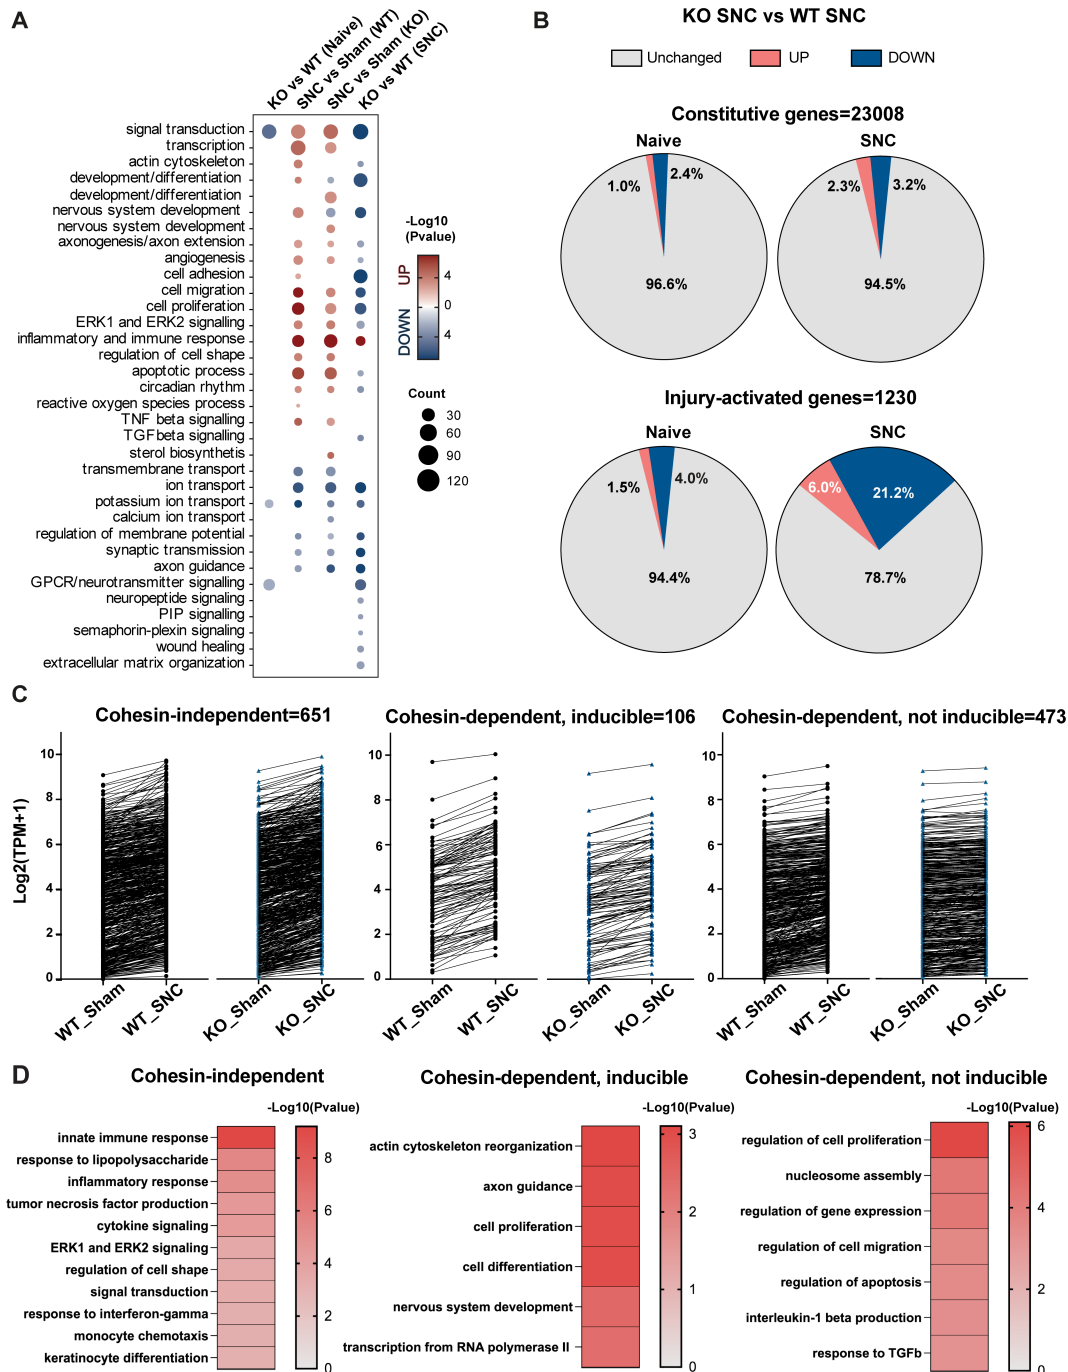 A
KO vs WT (Naive)
SNC vs Sham (WT)
SNC vs Sham (KO)
KO vs WT (SNC)
signal transduction
transcription
actin cytoskeleton
development/differentiation
development/differentiation
nervous system development
nervous system development
axonogenesis/axon extension
angiogenesis
cell adhesion
cell migration
cell proliferation
ERK1 and ERK2 signalling
inflammatory and immune response
regulation of cell shape
apoptotic process
circadian rhythm
reactive oxygen species process
TNF beta signalling
TGFbeta signalling
sterol biosynthetis
transmembrane transport
ion transport
potassium ion transport
calcium ion transport
regulation of membrane potential
synaptic transmission
axon guidance
GPCR/neurotransmitter signalling
neuropeptide signaling
PIP signalling
semaphorin-plexin signaling
wound healing
extracellular matrix organization
-Log10
(Pvalue)
UP
DOWN
4
0
4
Count
30
60
90
120
B
KO SNC vs WT SNC
Unchanged
UP
DOWN
Constitutive genes=23008
Naive
SNC
1.0%
2.4%
96.6%
2.3%
3.2%
94.5%
Injury-activated genes=1230
Naive
SNC
1.5%
4.0%
94.4%
6.0%
21.2%
78.7%
C
Cohesin-independent=651
Cohesin-dependent, inducible=106
Cohesin-dependent, not inducible=473
Log2(TPM+1)
10
8
6
4
2
0
10
8
6
4
2
0
10
8
6
4
2
0
WT_Sham
WT_SNC
KO_Sham
KO_SNC
WT_Sham
WT_SNC
KO_Sham
KO_SNC
WT_Sham
WT_SNC
KO_Sham
KO_SNC
D
Cohesin-independent
-Log10(Pvalue)
innate immune response
response to lipopolysaccharide
inflammatory response
tumor necrosis factor production
cytokine signaling
ERK1 and ERK2 signaling
regulation of cell shape
signal transduction
response to interferon-gamma
monocyte chemotaxis
keratinocyte differentiation
8
6
4
2
0
Cohesin-dependent, inducible
-Log10(Pvalue)
actin cytoskeleton reorganization
axon guidance
cell proliferation
cell differentiation
nervous system development
transcription from RNA polymerase II
3
2
1
0
Cohesin-dependent, not inducible
-Log10(Pvalue)
regulation of cell proliferation
nucleosome assembly
regulation of gene expression
regulation of cell migration
regulation of apoptosis
interleukin-1 beta production
response to TGFb
6
4
2
0